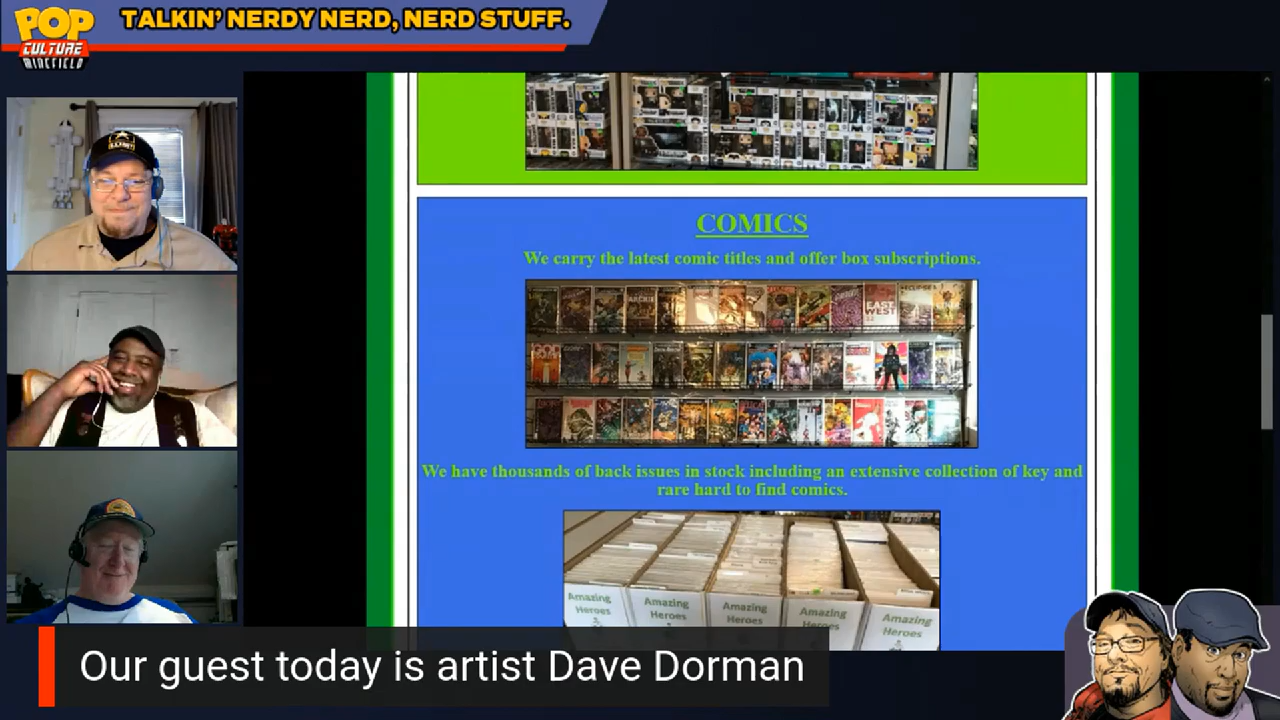 POP
CULTURE
MINEFIELD
TALKIN' NERDY NERD, NERD STUFF.
COMICS
We carry the latest comic titles and offer box subscriptions.
ARCHIE
EAST
WEST
ECLIPSE
We have thousands of back issues in stock including an extensive collection of key and
rare hard to find comics.
Amazing
Heroes
Amazing
Heroes
Amazing
Heroes
Amazing
Heroes
Amazing
Heroes
Our guest today is artist Dave Dorman